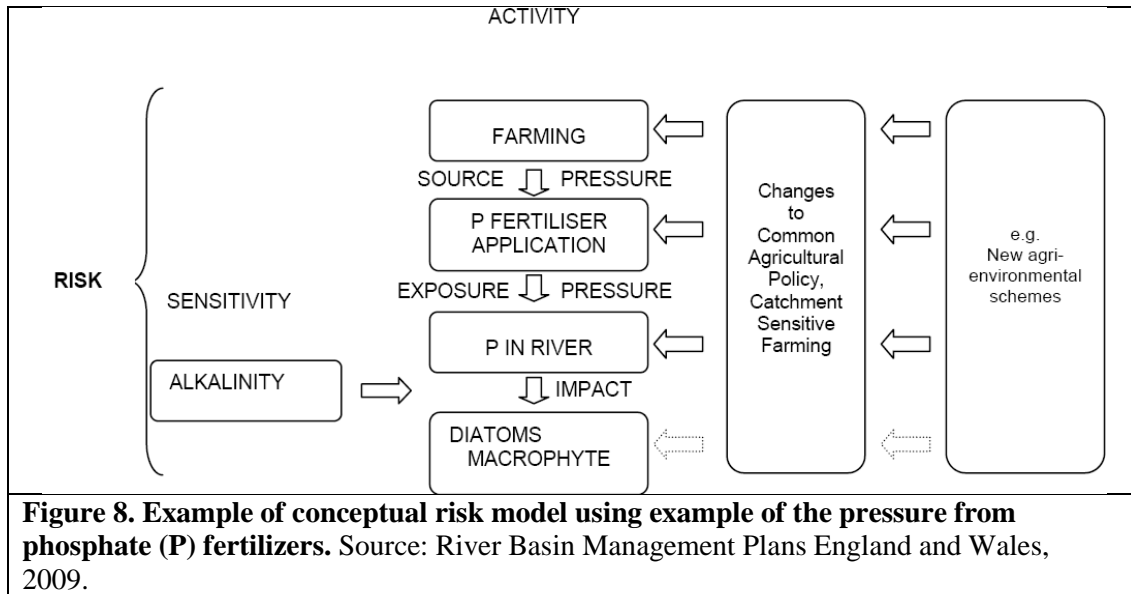 ACTIVITY
FARMING
SOURCE PRESSURE
P FERTILISER
APPLICATION
EXPOSURE PRESSURE
P IN RIVER
IMPACT
DIATOMS
MACROPHYTE
RISK
SENSITIVITY
ALKALINITY
Changes
to
Common
Agricultural
Policy,
Catchment
Sensitive
Farming
e.g.
New agri-
environmental
schemes
Figure 8. Example of conceptual risk model using example of the pressure from
phosphate (P) fertilizers. Source: River Basin Management Plans England and Wales,
2009.